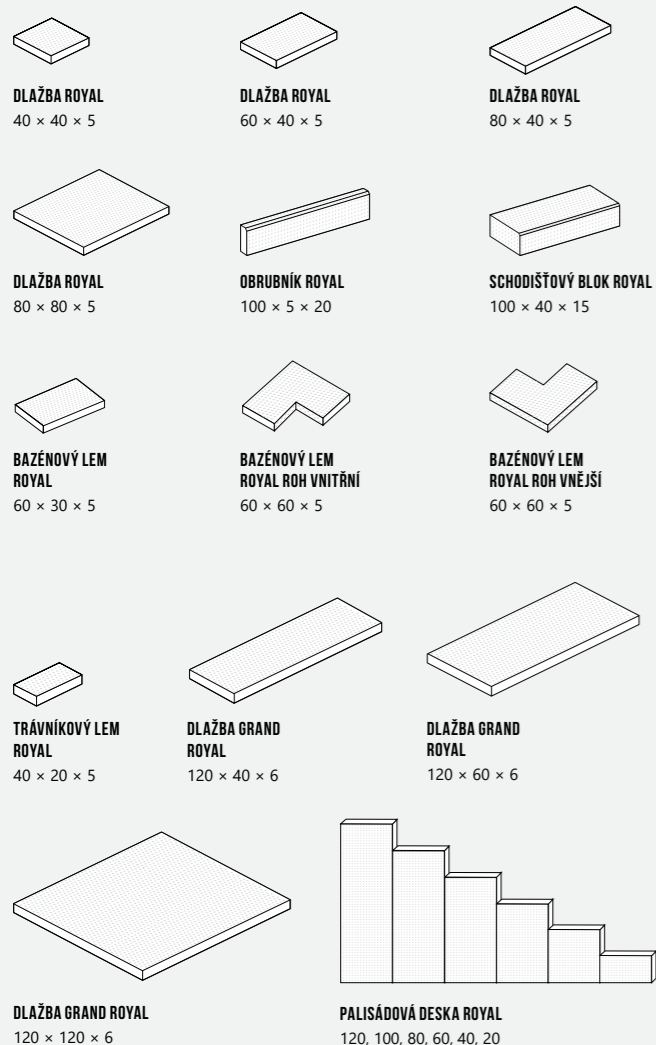 DLAŽBA ROYAL
40 × 40 × 5
DLAŽBA ROYAL
60 × 40 × 5
DLAŽBA ROYAL
80 × 40 × 5
DLAŽBA ROYAL
80 × 80 × 5
OBRUBNÍK ROYAL
100 × 5 × 20
SCHODIŠŤOVÝ BLOK ROYAL
100 × 40 × 15
BAZÉNOVÝ LEM
ROYAL
60 × 30 × 5
BAZÉNOVÝ LEM
ROYAL ROH VNITŘNÍ
60 × 60 × 5
BAZÉNOVÝ LEM
ROYAL ROH VNĚJŠÍ
60 × 60 × 5
TRÁVNÍKOVÝ LEM
ROYAL
40 × 20 × 5
DLAŽBA GRAND
ROYAL
120 × 40 × 6
DLAŽBA GRAND
ROYAL
120 × 60 × 6
DLAŽBA GRAND ROYAL
120 × 120 × 6
PALISÁDOVÁ DESKA ROYAL
120, 100, 80, 60, 40, 20